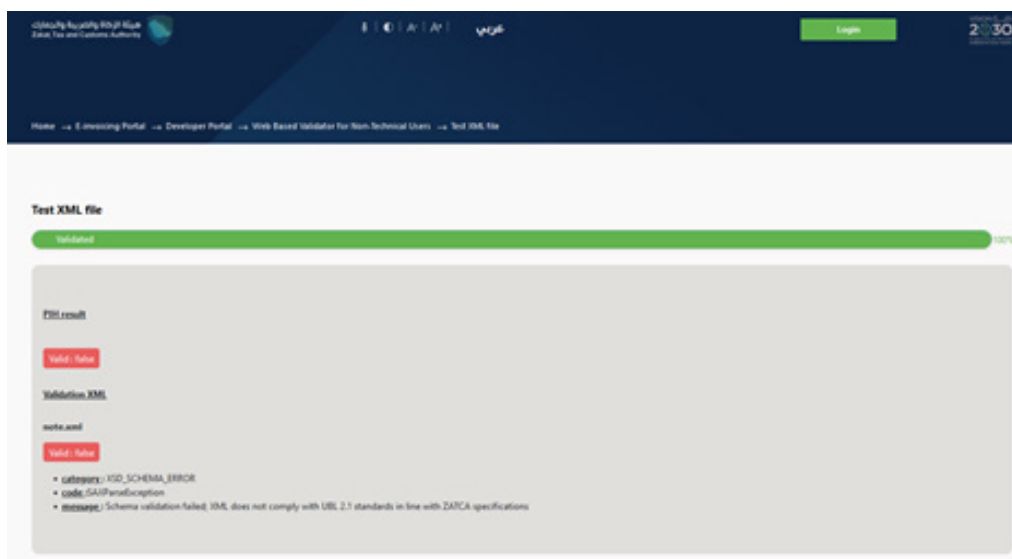 هيئة الزكاة والضريبة والجمارك
Zakat, Tax and Customs Authority
A- | A+ |
عربي
Login
2030
Home → E-invoicing Portal → Developer Portal → Web Based Validator for Non-Technical Users → Test XML file
Test XML file
Validated
100%
PIH result
Valid : false
Validation XML
note.xml
Valid : false
• category : XSD_SCHEMA_ERROR
• code :SAXParseException
• message : Schema validation failed; XML does not comply with UBL 2.1 standards in line with ZATCA specifications